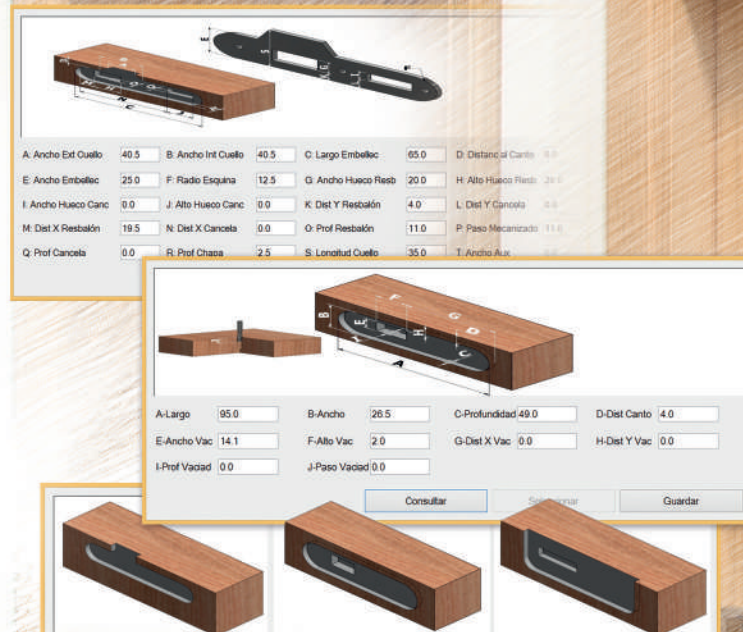 A: Ancho Ext Cuello 40.5 B: Ancho Int Cuello 40.5 C: Largo Embellec 65.0 D: Distanc al Canto
E: Ancho Embellec 25.0 F: Radio Esquina 12.5 G: Ancho Hueco Resb 20.0 H: Alto Hueco Resb
I: Ancho Hueco Canc 0.0 J: Alto Hueco Canc 0.0 K: Dist Y Resbalón 4.0 L: Dist Y Cancela
M: Dist X Resbalón 19.5 N: Dist X Cancela 0.0 O: Prof Resbalón 11.0 P: Paso Mecanizado 11.0
Q: Prof Cancela 0.0 R: Prof Chapa 2.5 S: Longitud Cuello 35.0 T: Ancho Aux
B E F H G D C I A
A-Largo 95.0 B-Ancho 26.5 C-Profundidad 49.0 D-Dist Canto 4.0
E-Ancho Vac 14.1 F-Alto Vac 2.0 G-Dist X Vac 0.0 H-Dist Y Vac 0.0
I-Prof Vaciad 0.0 J-Paso Vaciad 0.0
Consultar Seleccionar Guardar